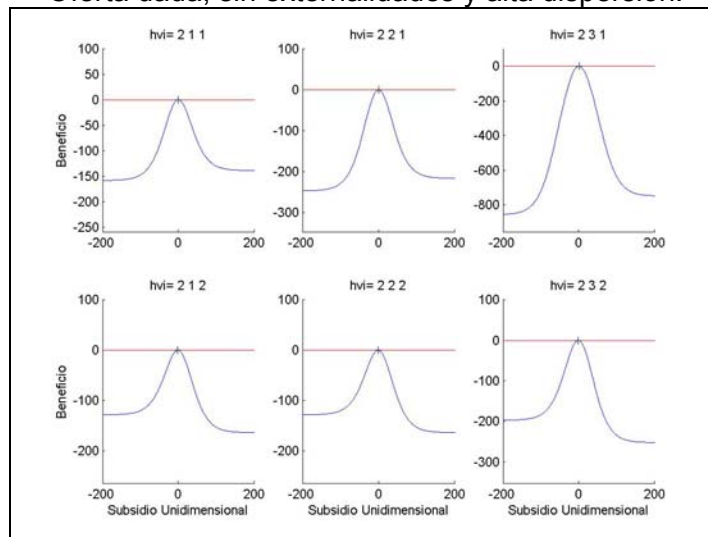 Oferta dada, sin externalidades y alta dispersión.
hvi= 2 1 1
hvi= 2 2 1
hvi= 2 3 1
100
50
0
-50
-100
-150
-200
-250
Beneficio
-200 0 200
100
0
-100
-200
-300
-200 0 200
0
-200
-400
-600
-800
-200 0 200
hvi= 2 1 2
hvi= 2 2 2
hvi= 2 3 2
100
0
-100
-200
Beneficio
-200 0 200
Subsidio Unidimensional
100
0
-100
-200
-200 0 200
Subsidio Unidimensional
100
0
-100
-200
-300
-200 0 200
Subsidio Unidimensional